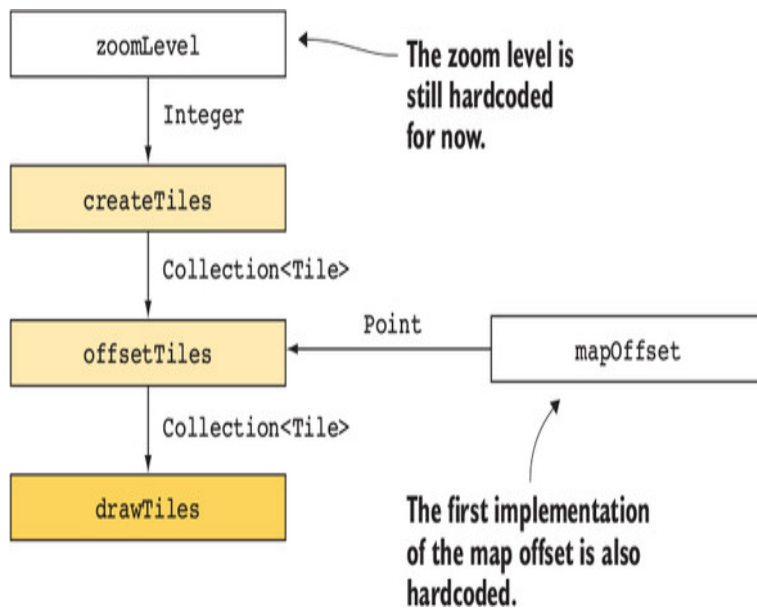 zoomLevel
The zoom level is
still hardcoded
for now.
Integer
createTiles
Collection<Tile>
Point
offsetTiles
mapOffset
Collection<Tile>
drawTiles
The first implementation
of the map offset is also
hardcoded.